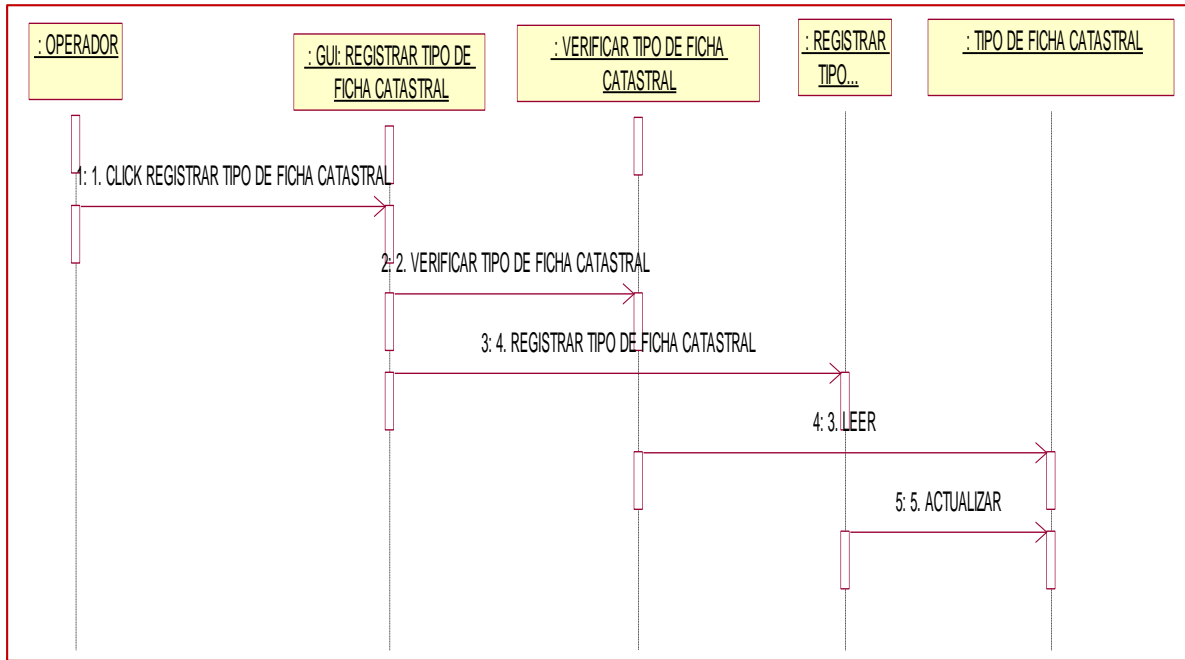 : OPERADOR
: GUI: REGISTRAR TIPO DE
FICHA CATASTRAL
: VERIFICAR TIPO DE FICHA
CATASTRAL
: REGISTRAR
TIPO...
: TIPO DE FICHA CATASTRAL
1: 1. CLICK REGISTRAR TIPO DE FICHA CATASTRAL
2: 2. VERIFICAR TIPO DE FICHA CATASTRAL
3: 4. REGISTRAR TIPO DE FICHA CATASTRAL
4: 3. LEER
5: 5. ACTUALIZAR